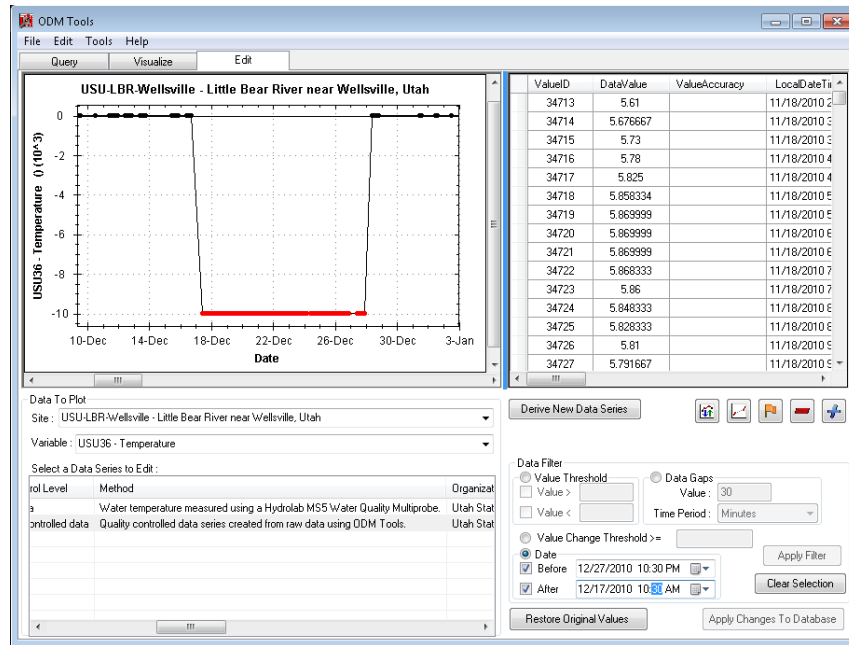 ODM Tools
File Edit Tools Help
Query Visualize Edit
USU-LBR-Wellsville - Little Bear River near Wellsville, Utah
USU36 - Temperature () (10^3)
0
-2
-4
-6
-8
-10
10-Dec 14-Dec 18-Dec 22-Dec 26-Dec 30-Dec 3-Jan
Date
ValueID DataValue ValueAccuracy LocalDateTi
34713 5.61 11/18/2010 2
34714 5.676667 11/18/2010 3
34715 5.73 11/18/2010 3
34716 5.78 11/18/2010 4
34717 5.825 11/18/2010 4
34718 5.858334 11/18/2010 5
34719 5.869999 11/18/2010 5
34720 5.869999 11/18/2010 6
34721 5.869999 11/18/2010 6
34722 5.868333 11/18/2010 7
34723 5.86 11/18/2010 7
34724 5.848333 11/18/2010 8
34725 5.828333 11/18/2010 8
34726 5.81 11/18/2010 9
34727 5.791667 11/18/2010 9
Data To Plot
Site : USU-LBR-Wellsville - Little Bear River near Wellsville, Utah
Variable : USU36 - Temperature
Select a Data Series to Edit :
rol Level Method Organizat
a Water temperature measured using a Hydrolab MS5 Water Quality Multiprobe. Utah Stat
ontrolled data Quality controlled data series created from raw data using ODM Tools. Utah Stat
Derive New Data Series
Data Filter
Value Threshold
Value >
Value <
Data Gaps
Value : 30
Time Period : Minutes
Value Change Threshold >=
Date
Before 12/27/2010 10:30 PM
After 12/17/2010 10:30 AM
Apply Filter
Clear Selection
Restore Original Values Apply Changes To Database